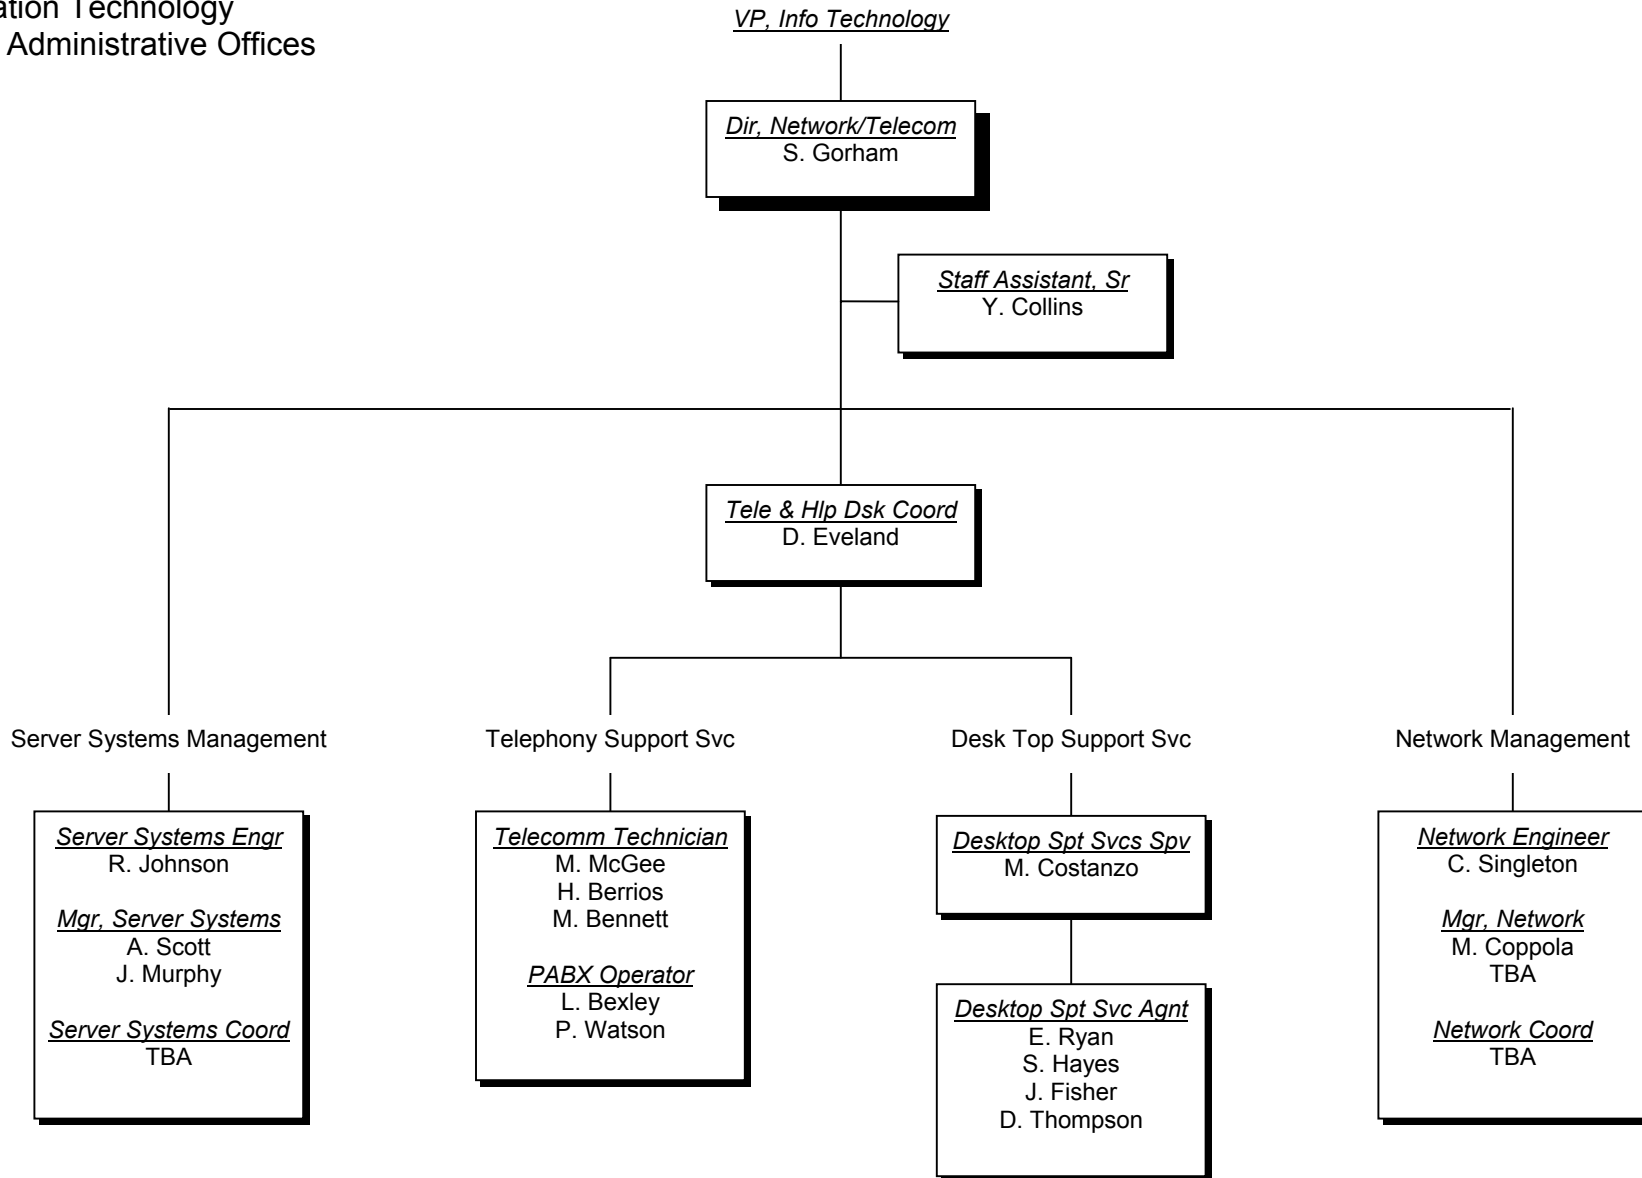 Technology
Administrative Offices
VP, Info Technology
Dir, Network/Telecom
S. Gorham
Staff Assistant, Sr
Y. Collins
Tele & Hlp Dsk Coord
D. Eveland
Server Systems Management
Server Systems Engr
R. Johnson
Mgr, Server Systems
A. Scott
J. Murphy
Server Systems Coord
TBA
Telephony Support Svc
Telecomm Technician
M. McGee
H. Berrios
M. Bennett
PABX Operator
L. Bexley
P. Watson
Desk Top Support Svc
Desktop Spt Svcs Spv
M. Costanzo
Desktop Spt Svc Agnt
E. Ryan
S. Hayes
J. Fisher
D. Thompson
Network Management
Network Engineer
C. Singleton
Mgr, Network
M. Coppola
TBA
Network Coord
TBA